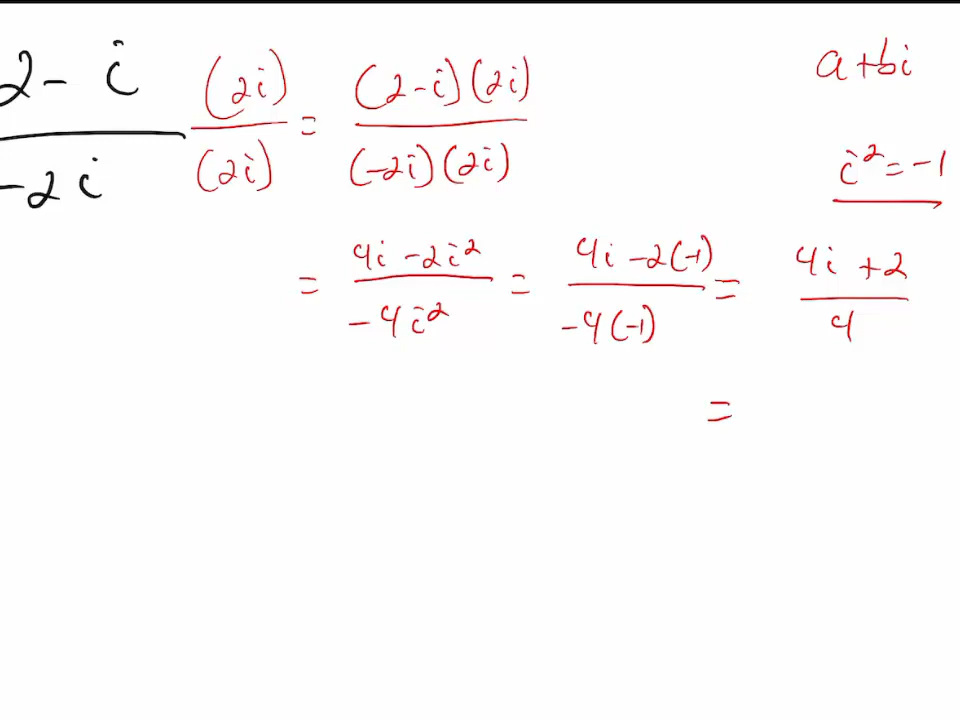 2 - i (2i) = (2-i)(2i) a+bi
-2i (2i) (-2i)(2i) i² = -1
= 4i -2i² = 4i -2(-1) = 4i +2
-4i² -4(-1) 4
=